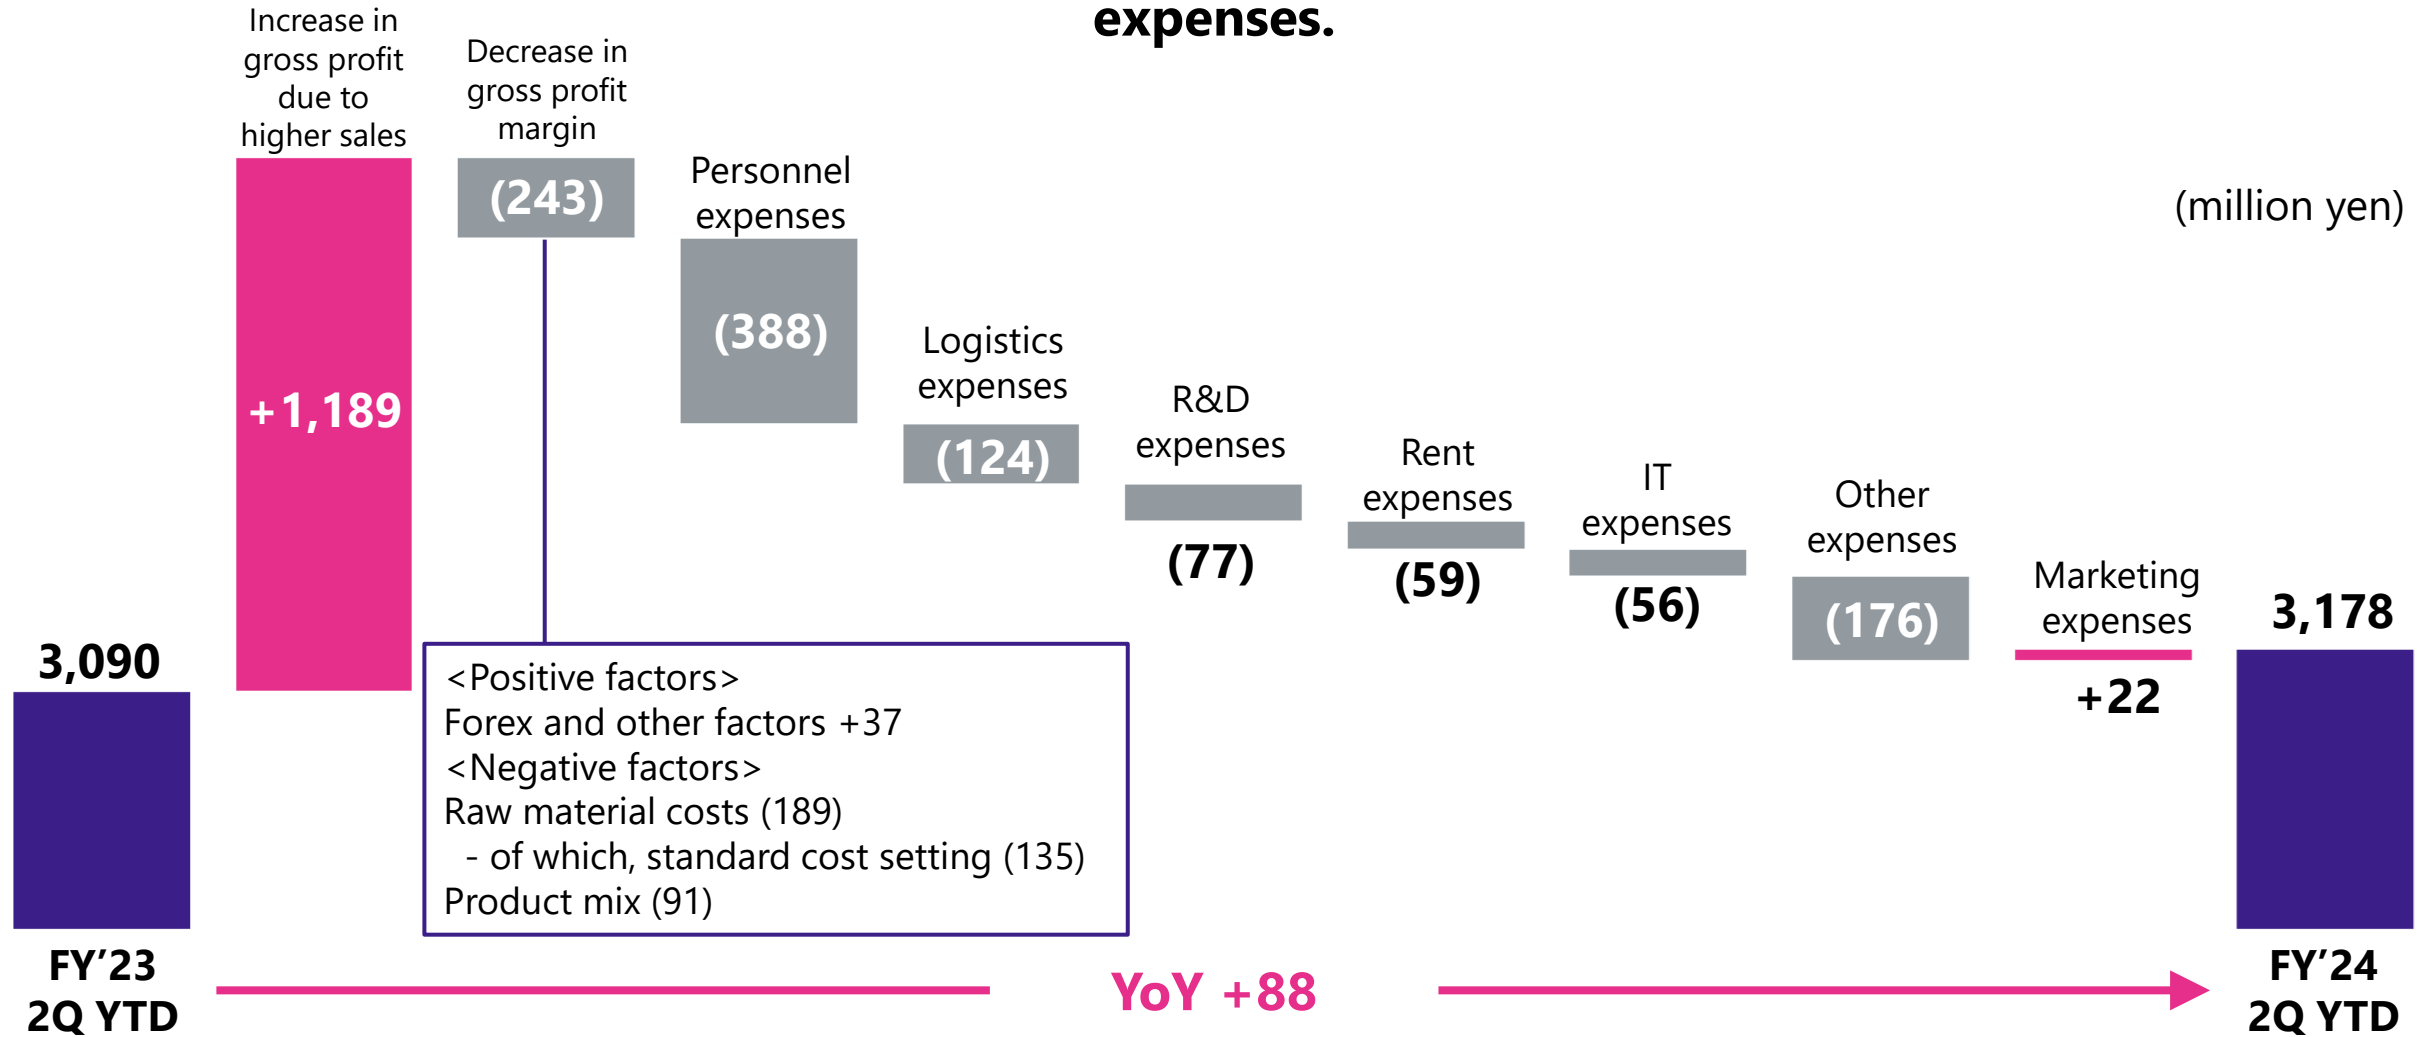 expenses.
Increase in
gross profit
due to
higher sales
Decrease in
gross profit
margin
(million yen)
+1,189
(243)
Personnel
expenses
(388)
Logistics
expenses
(124)
R&D
expenses
(77)
Rent
expenses
(59)
IT
expenses
(56)
Other
expenses
(176)
Marketing
expenses
+22
3,090
3,178
<Positive factors>
Forex and other factors +37
<Negative factors>
Raw material costs (189)
- of which, standard cost setting (135)
Product mix (91)
FY’23
2Q YTD
YoY +88
FY’24
2Q YTD